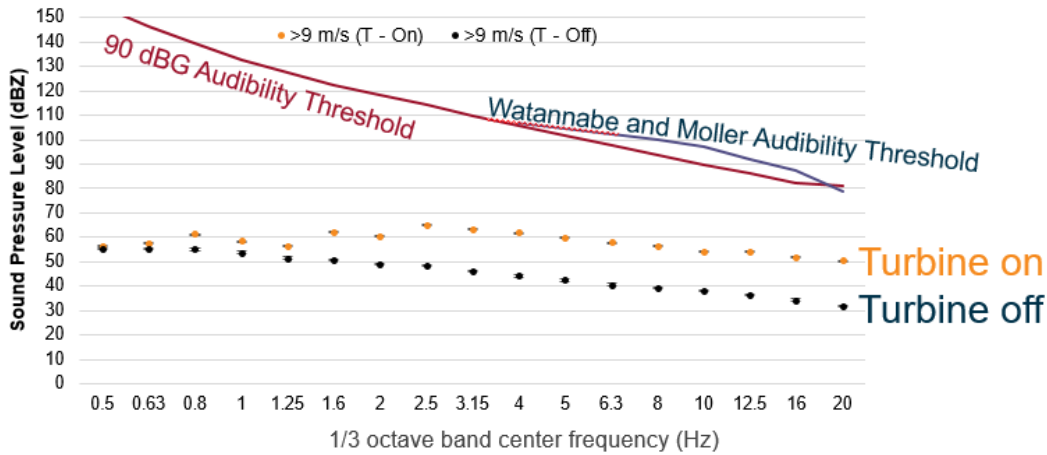 150
140
130
120
110
100
90
80
70
60
50
40
30
20
10
0
Sound Pressure Level (dBZ)
>9 m/s (T - On)
>9 m/s (T - Off)
90 dBG Audibility Threshold
Watannabe and Moller Audibility Threshold
Turbine on
Turbine off
0.5 0.63 0.8 1 1.25 1.6 2 2.5 3.15 4 5 6.3 8 10 12.5 16 20
1/3 octave band center frequency (Hz)